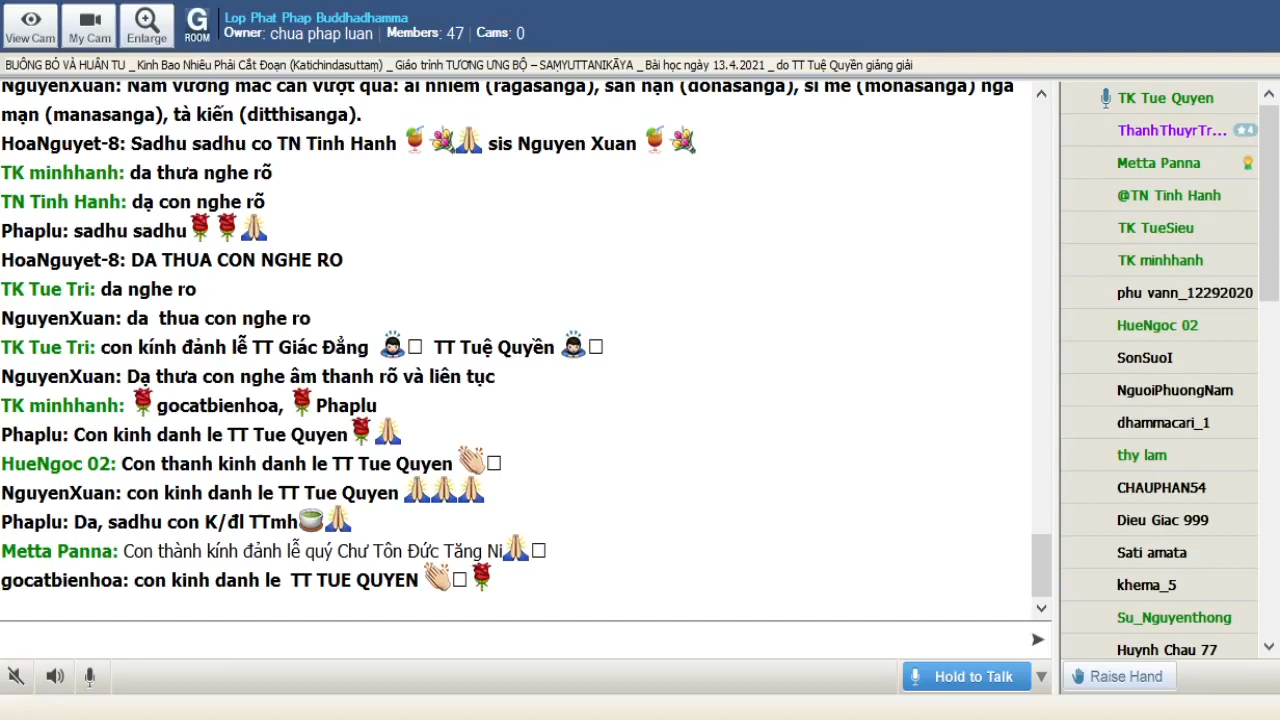 View Cam
My Cam
Enlarge
G
ROOM
Lop Phat Phap Buddhadhamma
Owner: chua phap luan | Members: 47 | Cams: 0
BUÔNG BỎ VÀ HUÂN TU _ Kinh Bao Nhiêu Phải Cắt Đoạn (Katichindasuttaṃ) _ Giáo trình TƯƠNG ƯNG BỘ – SAṂYUTTANIKĀYA _ Bài học ngày 13.4.2021 _ do TT Tuệ Quyền giảng giải
NguyenXuan: Năm vướng mắc cần vượt qua: ái nhiễm (ragasanga), sân hận (donasanga), si mê (mohasanga) ngã
mạn (manasanga), tà kiến (ditthisanga).
HoaNguyet-8: Sadhu sadhu co TN Tinh Hanh 🍹💐🙏 sis Nguyen Xuan 🍹💐
TK minhhanh: da thưa nghe rõ
TN Tinh Hanh: dạ con nghe rõ
Phaplu: sadhu sadhu🌹🌹🙏
HoaNguyet-8: DA THUA CON NGHE RO
TK Tue Tri: da nghe ro
NguyenXuan: da  thua con nghe ro
TK Tue Tri: con kính đảnh lễ TT Giác Đẳng 🙇□  TT Tuệ Quyền 🙇□
NguyenXuan: Dạ thưa con nghe âm thanh rõ và liên tục
TK minhhanh: 🌹gocatbienhoa, 🌹Phaplu
Phaplu: Con kinh danh le TT Tue Quyen🌹🙏
HueNgoc 02: Con thanh kinh danh le TT Tue Quyen 👏□
NguyenXuan: con kinh danh le TT Tue Quyen 🙏🙏🙏
Phaplu: Da, sadhu con K/đl TTmh🍵🙏
Metta Panna: Con thành kính đảnh lễ quý Chư Tôn Đức Tăng Ni🙏□
gocatbienhoa: con kinh danh le  TT TUE QUYEN 👏□🌹
Hold to Talk
TK Tue Quyen
ThanhThuyrTr... ★4
Metta Panna
@TN Tinh Hanh
TK TueSieu
TK minhhanh
phu vann_12292020
HueNgoc 02
SonSuoI
NguoiPhuongNam
dhammacari_1
thy lam
CHAUPHAN54
Dieu Giac 999
Sati amata
khema_5
Su_Nguyenthong
Huynh Chau 77
Raise Hand